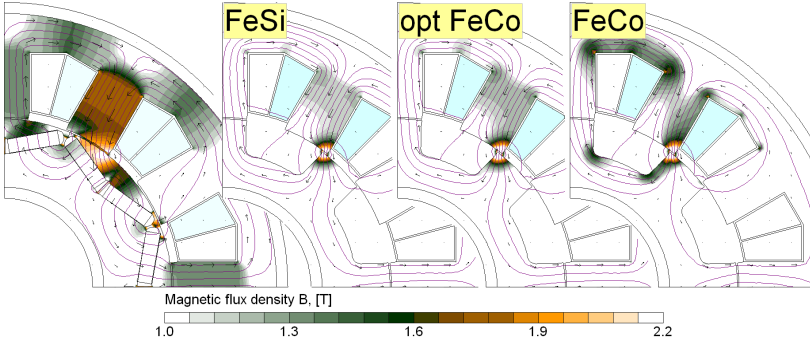 FeSi
opt FeCo
FeCo
Magnetic flux density B, [T]
1.0 1.3 1.6 1.9 2.2